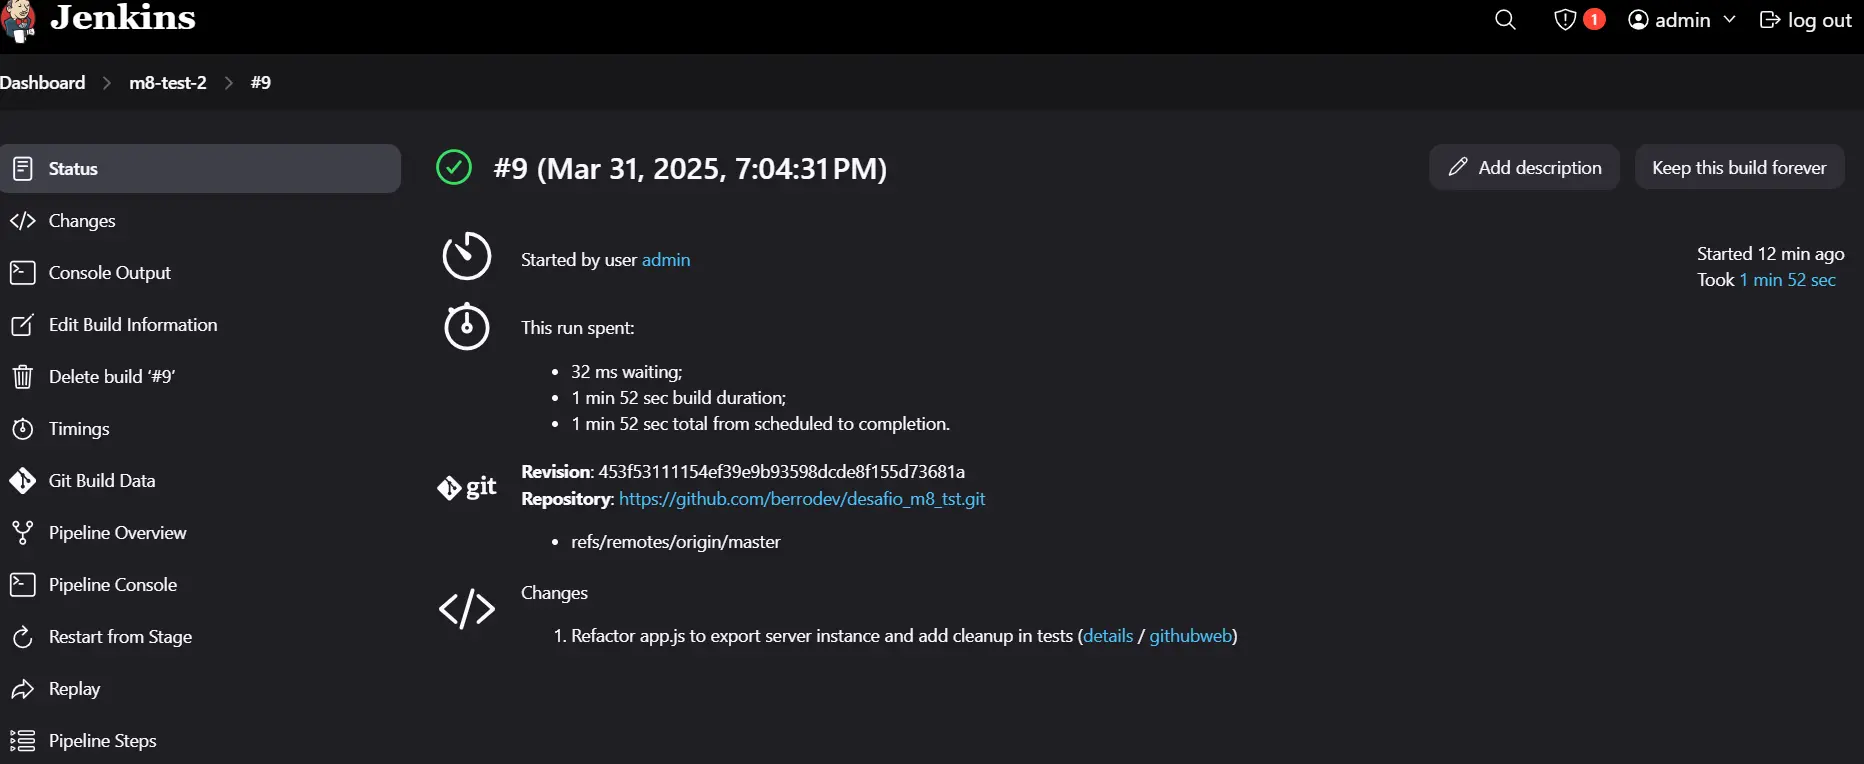 Jenkins
1
admin
log out
Dashboard
m8-test-2
#9
Status
Changes
Console Output
Edit Build Information
Delete build ‘#9’
Timings
Git Build Data
Pipeline Overview
Pipeline Console
Restart from Stage
Replay
Pipeline Steps
#9 (Mar 31, 2025, 7:04:31 PM)
Add description
Keep this build forever
Started by user admin
Started 12 min ago
Took 1 min 52 sec
This run spent:
• 32 ms waiting;
• 1 min 52 sec build duration;
• 1 min 52 sec total from scheduled to completion.
git
Revision: 453f53111154ef39e9b93598dcde8f155d73681a
Repository: https://github.com/berrodev/desafio_m8_tst.git
• refs/remotes/origin/master
Changes
1. Refactor app.js to export server instance and add cleanup in tests (details / githubweb)